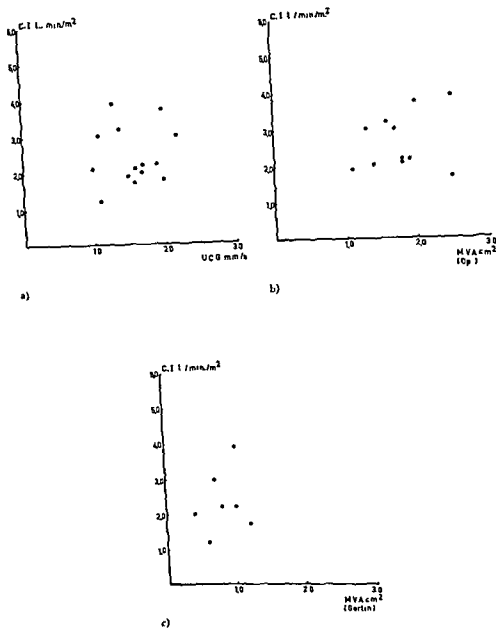 C.I L. min/m²
6,0
5,0
4,0
3,0
2,0
1,0
1.0
2.0
3.0
UCG mm/s
a)
C.I l /min/m²
6,0
5,0
4,0
3,0
2,0
1,0
1.0
2.0
3.0
MVA cm²
(Op.)
b)
C.I l /min./m²
6,0
5,0
4,0
3,0
2,0
1,0
1.0
2.0
3.0
MVA cm²
(Gorlin)
c)